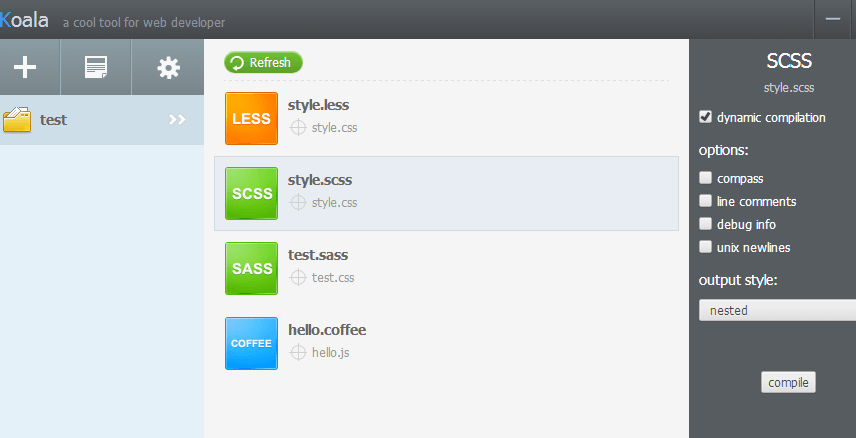 Koala a cool tool for web developer
test
Refresh
LESS
style.less
style.css
SCSS
style.scss
style.css
SASS
test.sass
test.css
COFFEE
hello.coffee
hello.js
SCSS
style.scss
dynamic compilation
options:
compass
line comments
debug info
unix newlines
output style:
nested
compile